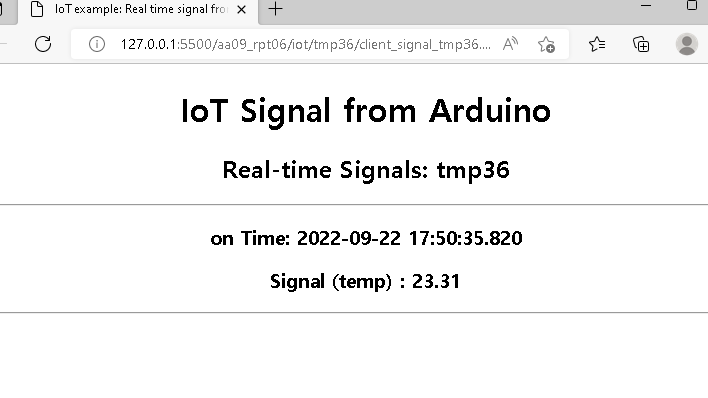 IoT example: Real time signal fro
127.0.0.1:5500/aa09_rpt06/iot/tmp36/client_signal_tmp36....
IoT Signal from Arduino
Real-time Signals: tmp36
on Time: 2022-09-22 17:50:35.820
Signal (temp) : 23.31